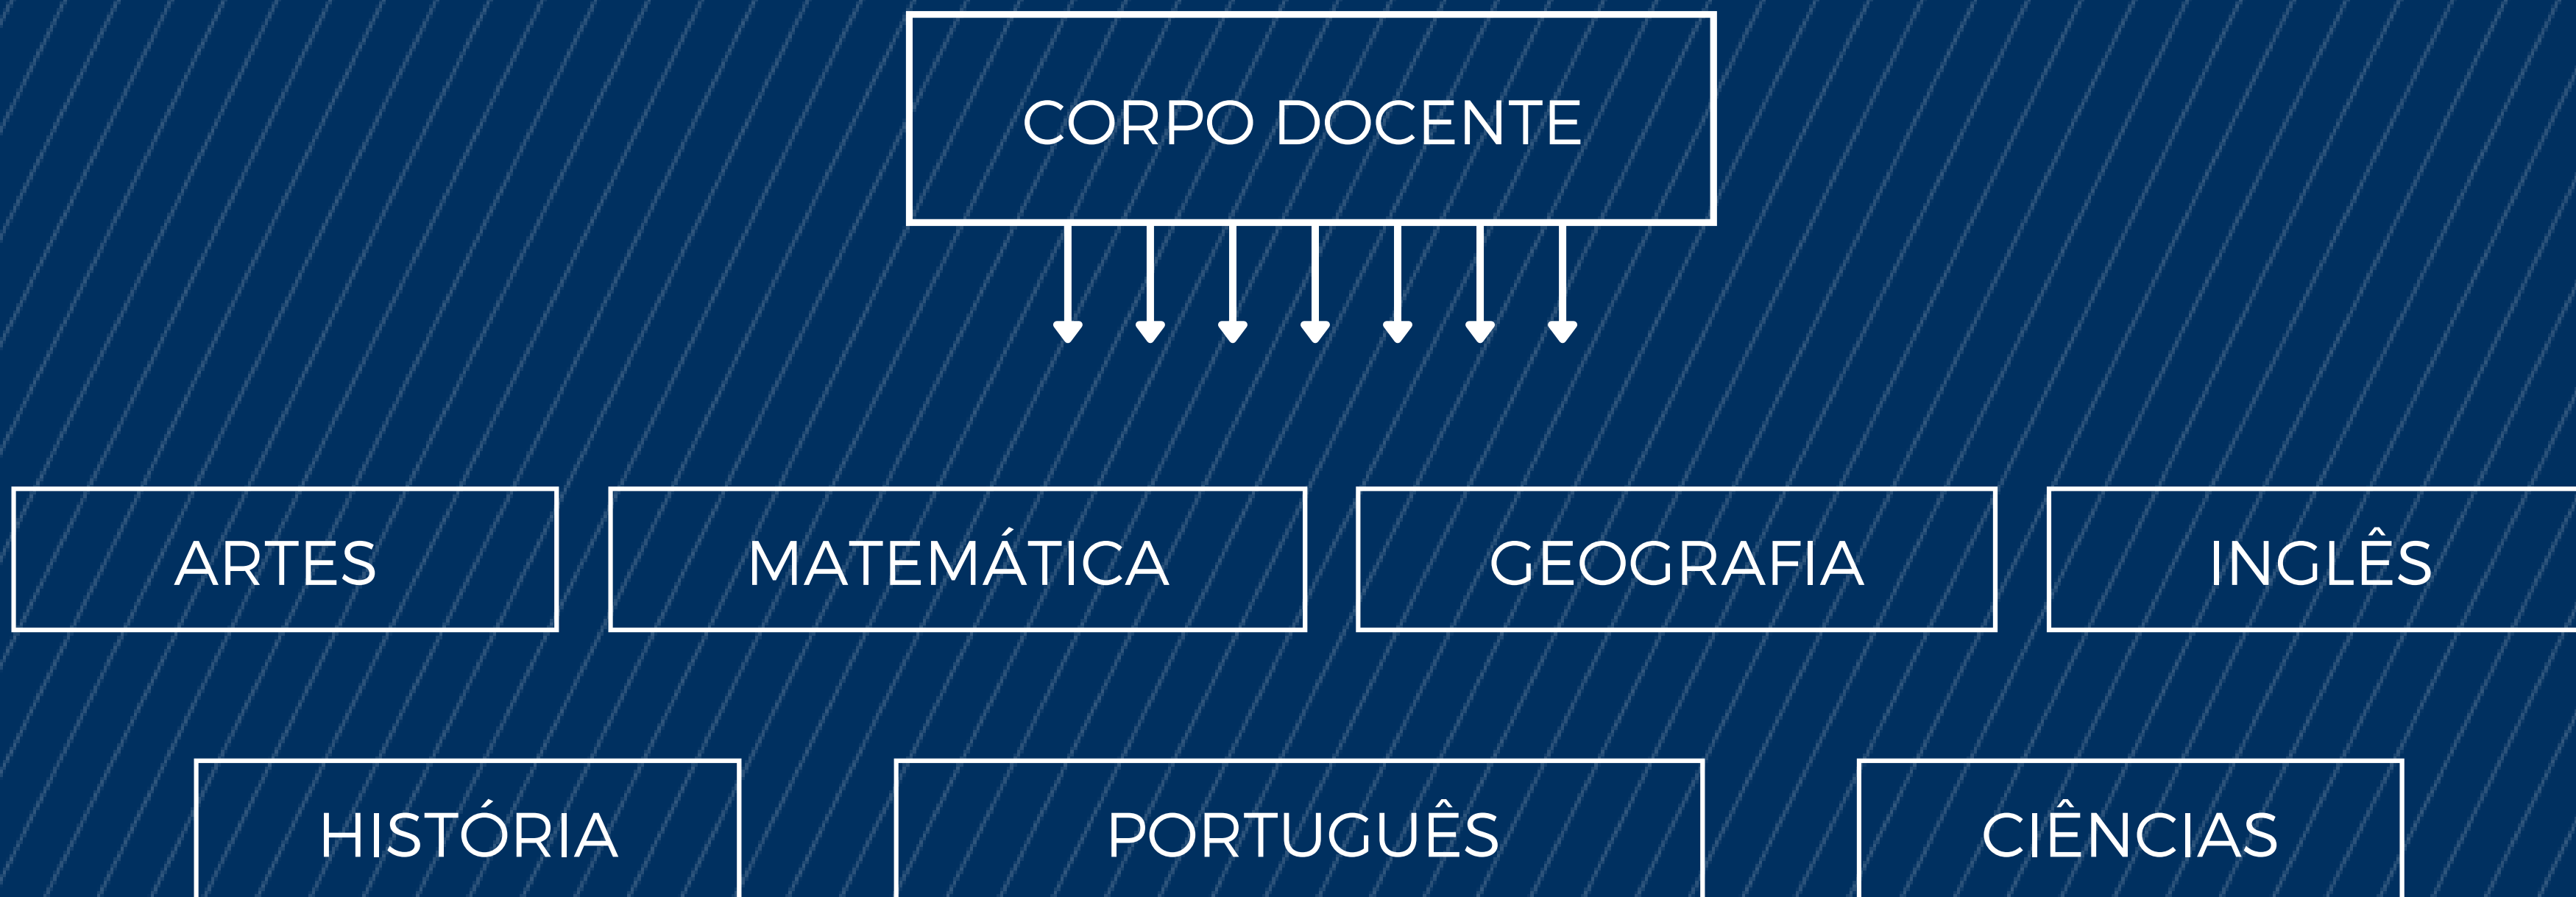 CORPO DOCENTE
ARTES
MATEMÁTICA
GEOGRAFIA
INGLÊS
HISTÓRIA
PORTUGUÊS
CIÊNCIAS